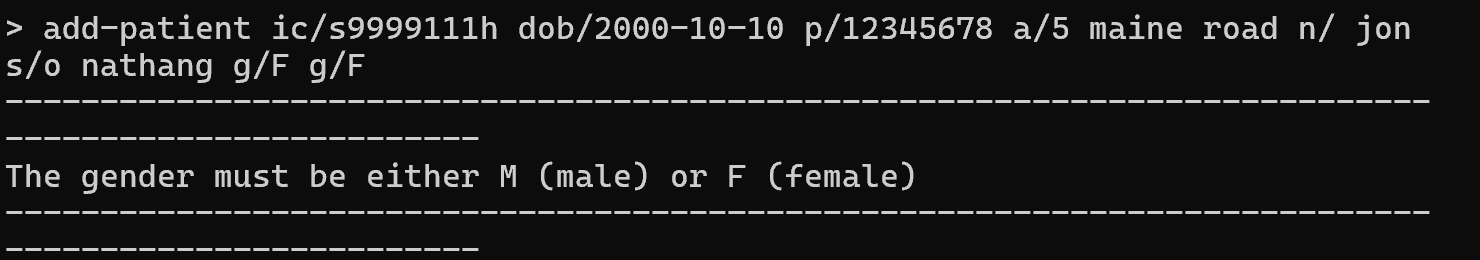 > add-patient ic/s9999111h dob/2000-10-10 p/12345678 a/5 maine road n/ jon
s/o nathang g/F g/F
-----------------------------------------------------------------------------
--------------------------
The gender must be either M (male) or F (female)
-----------------------------------------------------------------------------
--------------------------